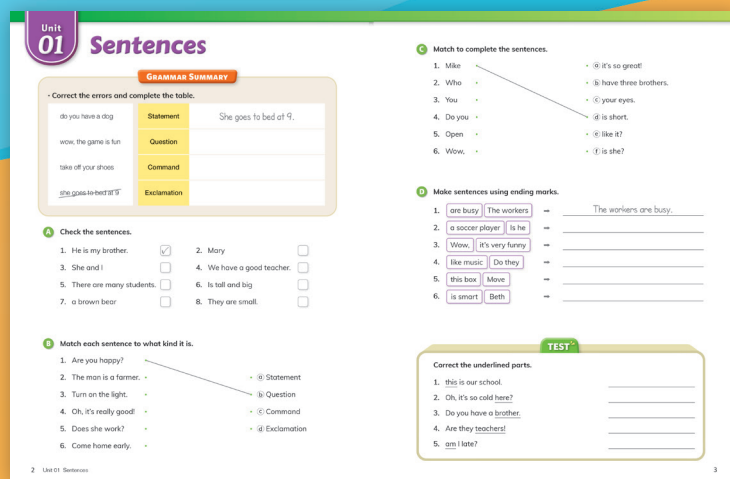 Unit
01
Sentences
GRAMMAR SUMMARY
• Correct the errors and complete the table.
do you have a dog Statement She goes to bed at 9.
wow, the game is fun Question
take off your shoes Command
she goes to bed at 9 Exclamation
A Check the sentences.
1. He is my brother. ✓ 2. Mary
3. She and I 4. We have a good teacher.
5. There are many students. 6. Is tall and big
7. a brown bear 8. They are small.
B Match each sentence to what kind it is.
1. Are you happy?
2. The man is a farmer. • • ⓐ Statement
3. Turn on the light. • ⓑ Question
4. Oh, it's really good! • • ⓒ Command
5. Does she work? • • ⓓ Exclamation
6. Come home early. •
2 Unit 01 Sentences
C Match to complete the sentences.
1. Mike • ⓐ it's so great!
2. Who • • ⓑ have three brothers.
3. You • • ⓒ your eyes.
4. Do you • ⓓ is short.
5. Open • • ⓔ like it?
6. Wow, • • ⓕ is she?
D Make sentences using ending marks.
1. are busy The workers ➡ The workers are busy.
2. a soccer player Is he ➡
3. Wow, it's very funny ➡
4. like music Do they ➡
5. this box Move ➡
6. is smart Beth ➡
TEST
Correct the underlined parts.
1. this is our school.
2. Oh, it's so cold here?
3. Do you have a brother.
4. Are they teachers!
5. am I late?
3